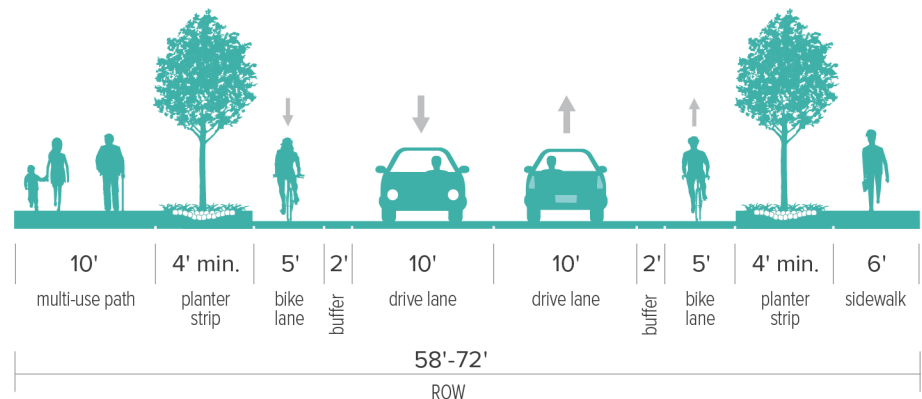 10' 4' min. 5' 2' 10' 10' 2' 5' 4' min. 6'
multi-use path planter bike buffer drive lane drive lane buffer bike planter sidewalk
strip lane lane strip
58'-72'
ROW